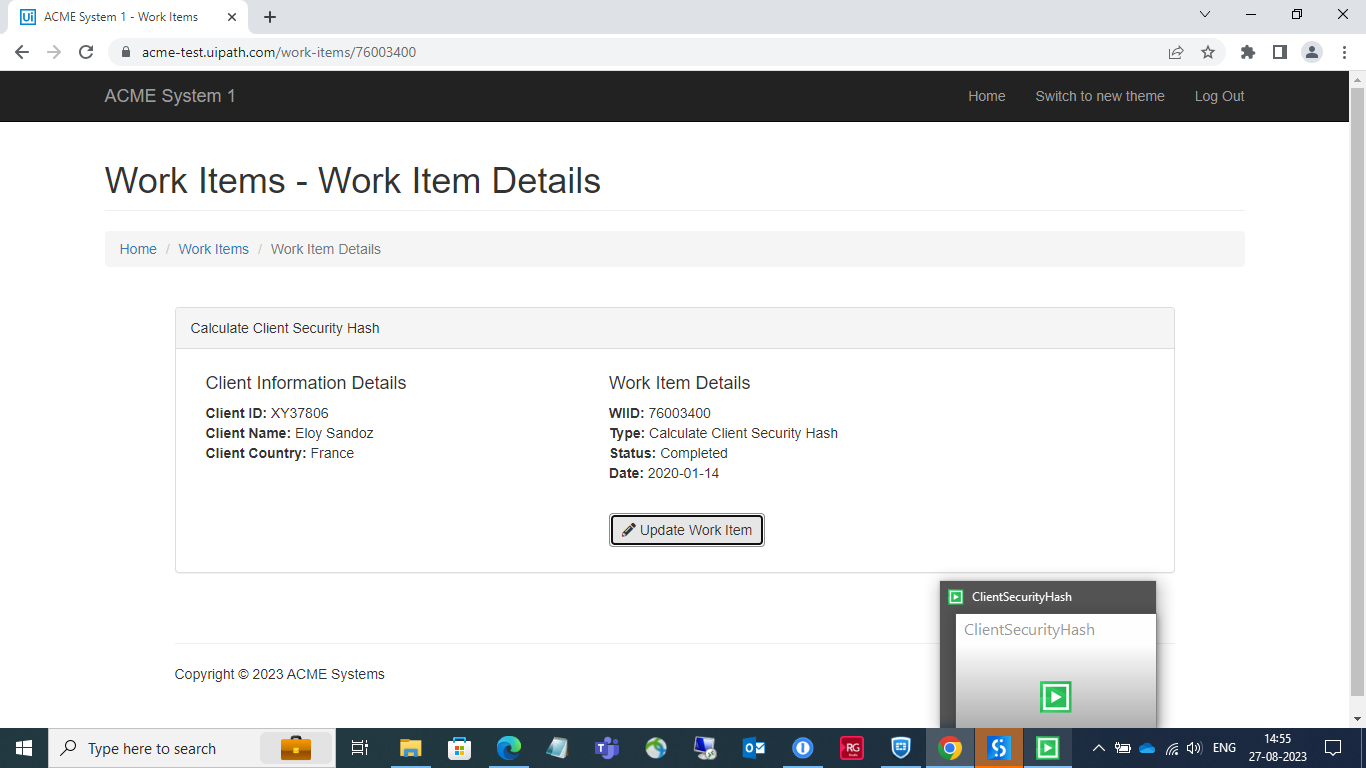 Ui ACME System 1 - Work Items
acme-test.uipath.com/work-items/76003400
ACME System 1 Home Switch to new theme Log Out
Work Items - Work Item Details
Home / Work Items / Work Item Details
Calculate Client Security Hash
Client Information Details
Client ID: XY37806
Client Name: Eloy Sandoz
Client Country: France
Work Item Details
WIID: 76003400
Type: Calculate Client Security Hash
Status: Completed
Date: 2020-01-14
Update Work Item
ClientSecurityHash
ClientSecurityHash
Copyright © 2023 ACME Systems
Type here to search
RG
ENG
14:55
27-08-2023